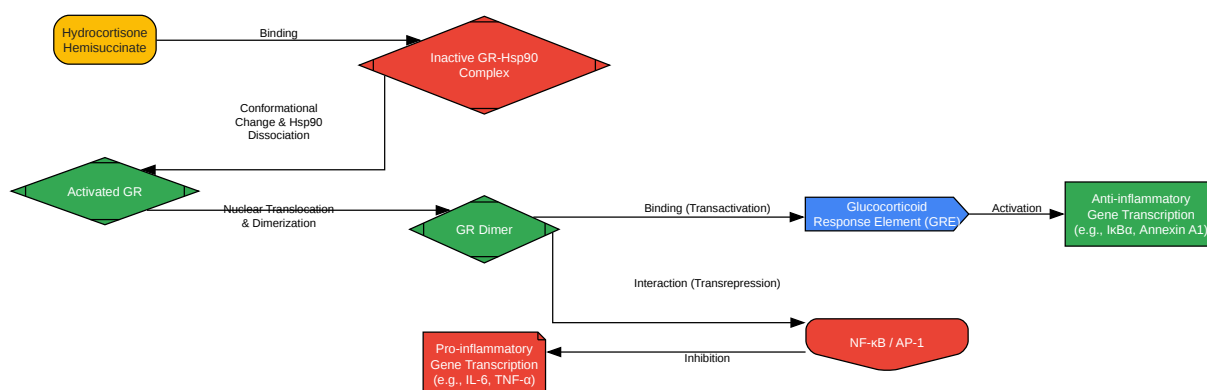 Hydrocortisone
Hemisuccinate
Binding
Inactive GR-Hsp90
Complex
Conformational
Change & Hsp90
Dissociation
Activated GR
Nuclear Translocation
& Dimerization
GR Dimer
Binding (Transactivation)
Glucocorticoid
Response Element (GRE)
Activation
Anti-inflammatory
Gene Transcription
(e.g., IκBα, Annexin A1)
Interaction (Transrepression)
NF-κB / AP-1
Inhibition
Pro-inflammatory
Gene Transcription
(e.g., IL-6, TNF-α)